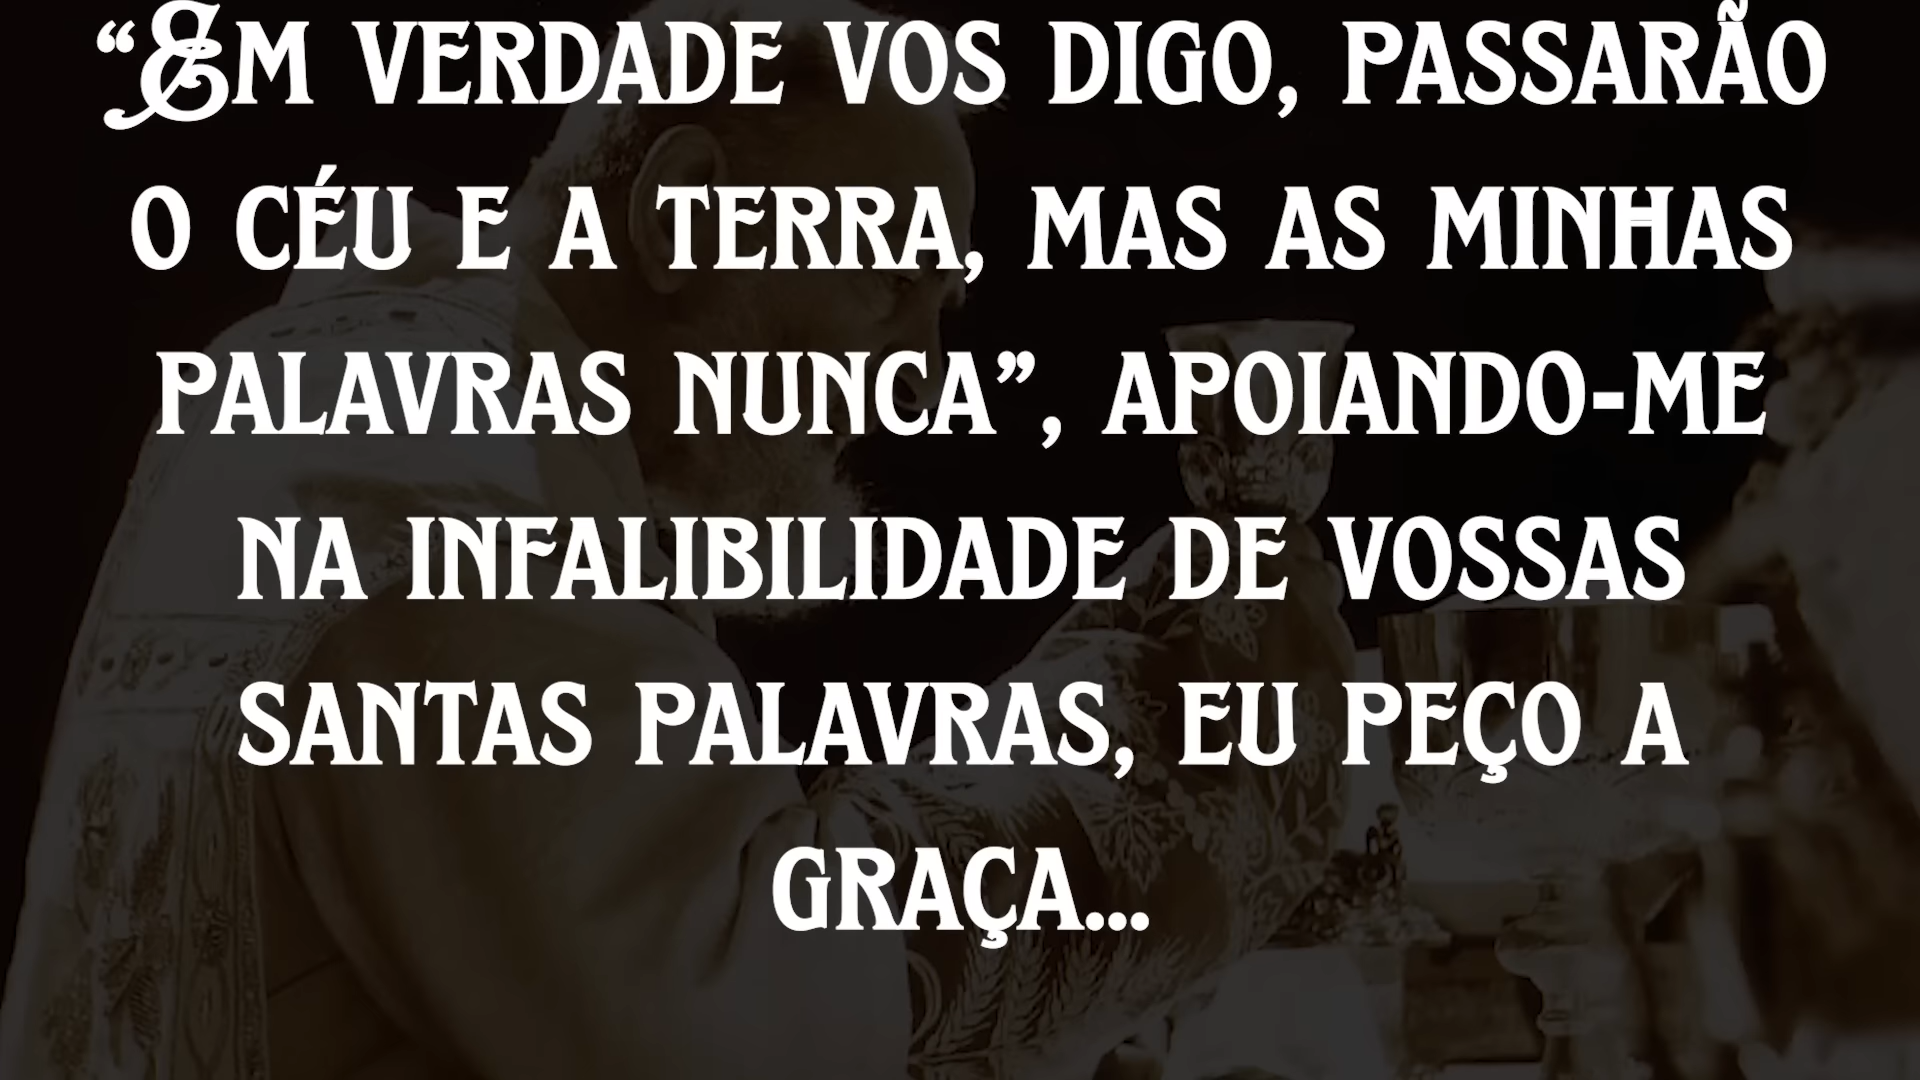 “EM VERDADE VOS DIGO, PASSARÃO
O CÉU E A TERRA, MAS AS MINHAS
PALAVRAS NUNCA”, APOIANDO-ME
NA INFALIBILIDADE DE VOSSAS
SANTAS PALAVRAS, EU PEÇO A
GRAÇA...